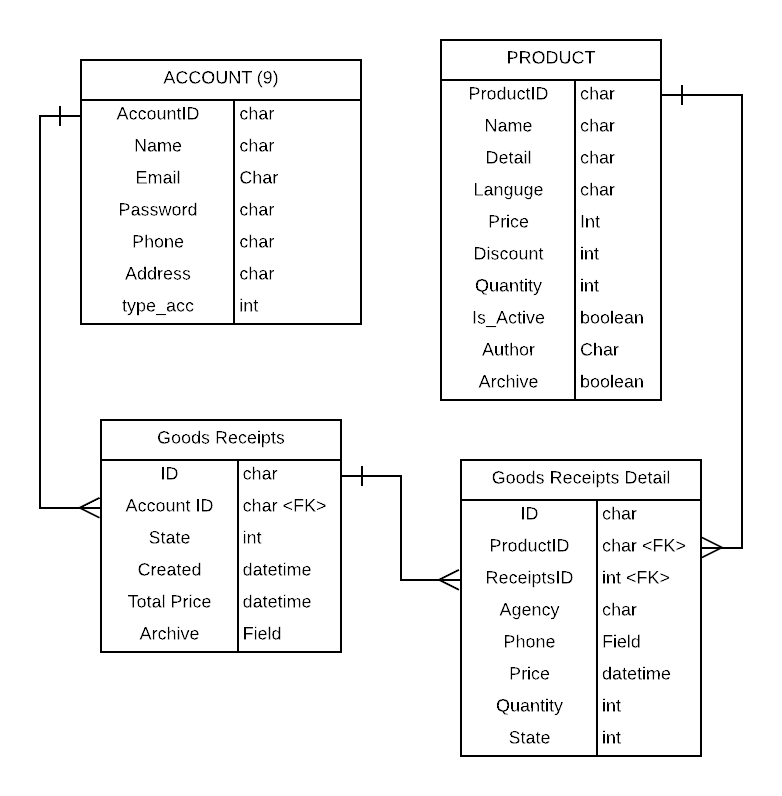 ACCOUNT (9)
AccountID char
Name char
Email Char
Password char
Phone char
Address char
type_acc int
PRODUCT
ProductID char
Name char
Detail char
Languge char
Price Int
Discount int
Quantity int
Is_Active boolean
Author Char
Archive boolean
Goods Receipts
ID char
Account ID char <FK>
State int
Created datetime
Total Price datetime
Archive Field
Goods Receipts Detail
ID char
ProductID char <FK>
ReceiptsID int <FK>
Agency char
Phone Field
Price datetime
Quantity int
State int